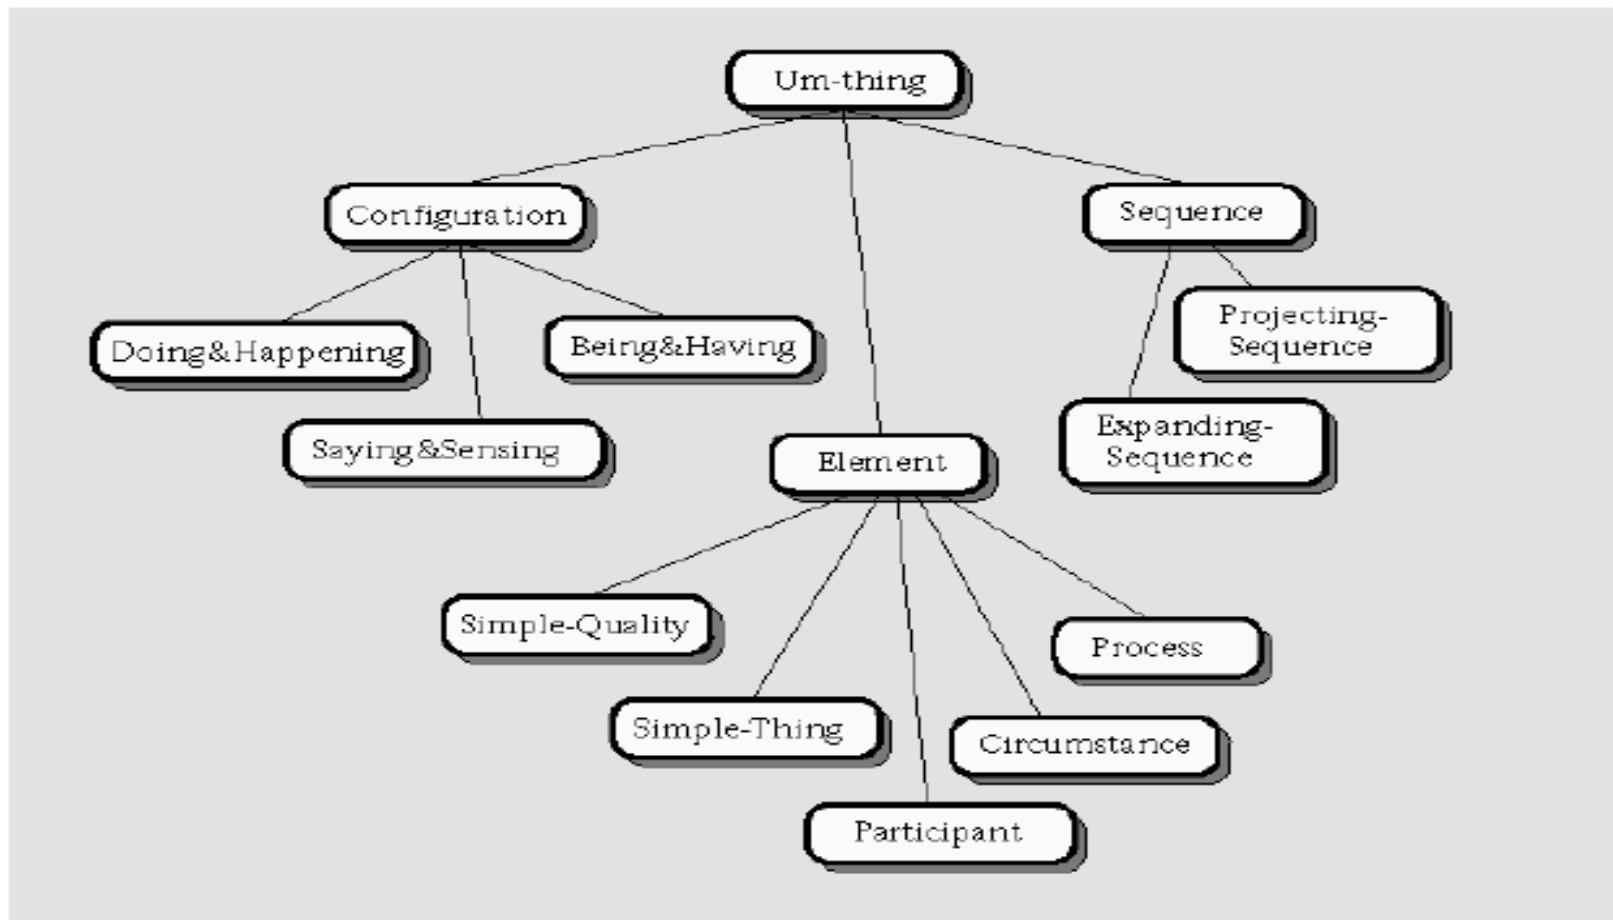 Um-thing
Configuration
Sequence
Doing&Happening
Being&Having
Projecting-
Sequence
Saying&Sensing
Expanding-
Sequence
Element
Simple-Quality
Process
Simple-Thing
Circumstance
Participant